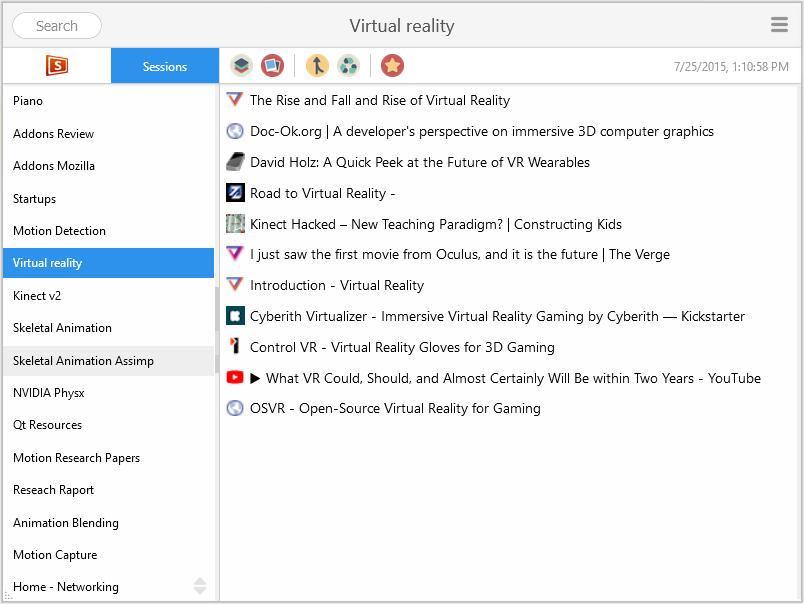 Search
Virtual reality
S
Sessions
7/25/2015, 1:10:58 PM
Piano
Addons Review
Addons Mozilla
Startups
Motion Detection
Virtual reality
Kinect v2
Skeletal Animation
Skeletal Animation Assimp
NVIDIA Physx
Qt Resources
Motion Research Papers
Reseach Raport
Animation Blending
Motion Capture
Home - Networking
The Rise and Fall and Rise of Virtual Reality
Doc-Ok.org | A developer's perspective on immersive 3D computer graphics
David Holz: A Quick Peek at the Future of VR Wearables
Road to Virtual Reality -
Kinect Hacked – New Teaching Paradigm? | Constructing Kids
I just saw the first movie from Oculus, and it is the future | The Verge
Introduction - Virtual Reality
Cyberith Virtualizer - Immersive Virtual Reality Gaming by Cyberith — Kickstarter
Control VR - Virtual Reality Gloves for 3D Gaming
▶ What VR Could, Should, and Almost Certainly Will Be within Two Years - YouTube
OSVR - Open-Source Virtual Reality for Gaming